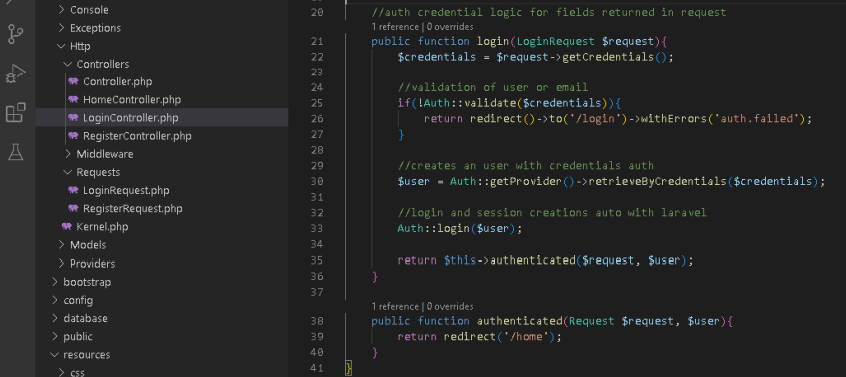 Console
Exceptions
Http
Controllers
Controller.php
HomeController.php
LoginController.php
RegisterController.php
Middleware
Requests
LoginRequest.php
RegisterRequest.php
Kernel.php
Models
Providers
bootstrap
config
database
public
resources
css
20 //auth credential logic for fields returned in request
1 reference | 0 overrides
21 public function login(LoginRequest $request){
22 $credentials = $request->getCredentials();
23
24 //validation of user or email
25 if(!Auth::validate($credentials)){
26 return redirect()->to('/login')->withErrors('auth.failed');
27 }
28
29 //creates an user with credentials auth
30 $user = Auth::getProvider()->retrieveByCredentials($credentials);
31
32 //login and session creations auto with laravel
33 Auth::login($user);
34
35 return $this->authenticated($request, $user);
36 }
37
1 reference | 0 overrides
38 public function authenticated(Request $request, $user){
39 return redirect('/home');
40 }
41 }